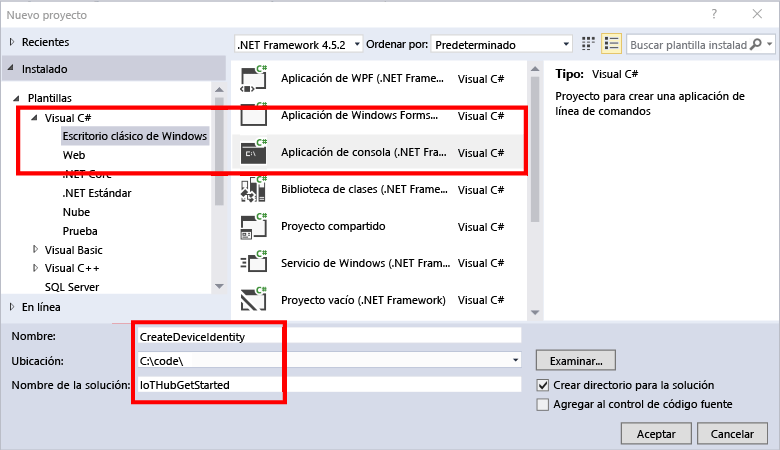 Nuevo proyecto ? ×
Recientes
.NET Framework 4.5.2 Ordenar por: Predeterminado Buscar plantilla instalad
Instalado
Plantillas
Visual C#
Escritorio clásico de Windows
Web
.NET Core
.NET Estándar
Nube
Prueba
Visual Basic
Visual C++
SQL Server
En línea
C# Aplicación de WPF (.NET Frame... Visual C#
C# Aplicación de Windows Forms... Visual C#
C# C:\ Aplicación de consola (.NET Fra... Visual C#
C# Biblioteca de clases (.NET Frame... Visual C#
C# Proyecto compartido Visual C#
C# Servicio de Windows (.NET Fram... Visual C#
C# Proyecto vacío (.NET Framework) Visual C#
Tipo: Visual C#
Proyecto para crear una aplicación de
línea de comandos
Nombre: CreateDeviceIdentity
Ubicación: C:\code\ Examinar...
Nombre de la solución: IoTHubGetStarted
Crear directorio para la solución
Agregar al control de código fuente
Aceptar Cancelar